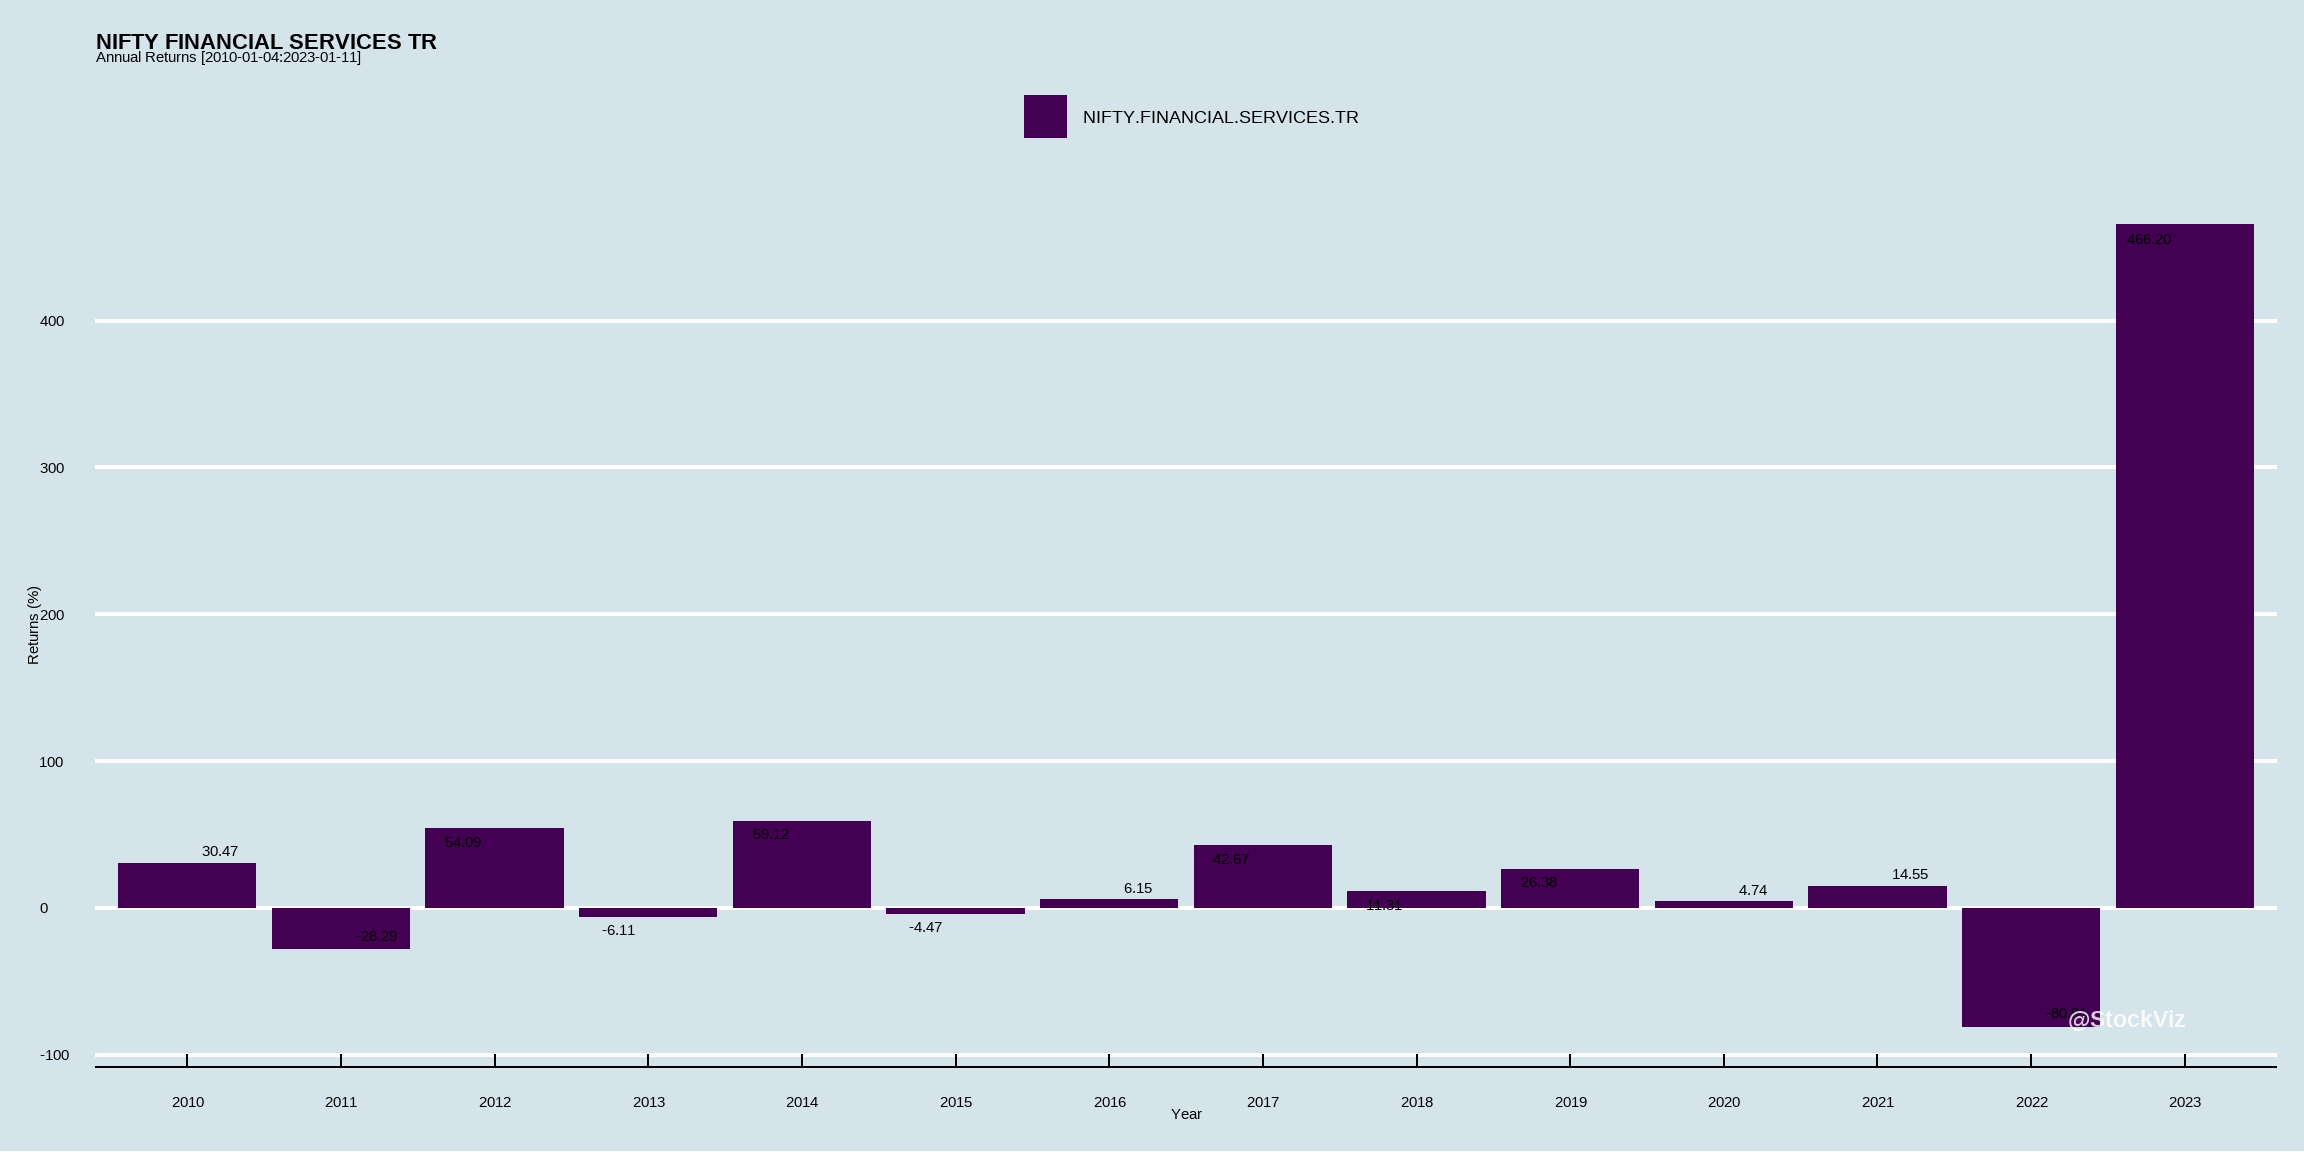 NIFTY FINANCIAL SERVICES TR
Annual Returns [2010-01-04:2023-01-11]
NIFTY.FINANCIAL.SERVICES.TR
466.20
400
300
200
100
0
-100
Returns (%)
30.47
-28.29
54.09
-6.11
59.12
-4.47
6.15
42.67
11.31
26.38
4.74
14.55
-80
@StockViz
2010 2011 2012 2013 2014 2015 2016 2017 2018 2019 2020 2021 2022 2023
Year